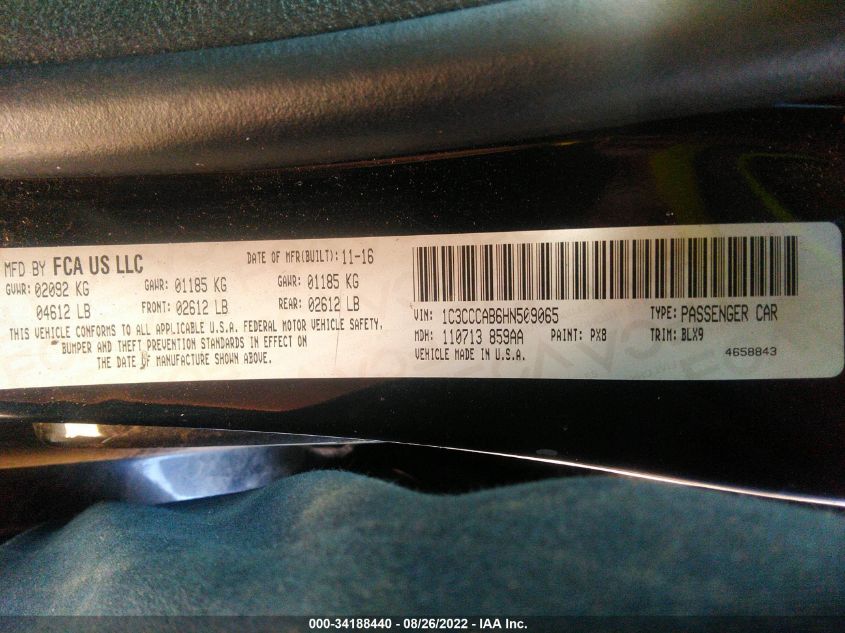 MFD BY FCA US LLC
DATE OF MFR(BUILT): 11-16
GVWR: 02092 KG
GAWR: 01185 KG
GAWR: 01185 KG
04612 LB
FRONT: 02612 LB
REAR: 02612 LB
THIS VEHICLE CONFORMS TO ALL APPLICABLE U.S.A. FEDERAL MOTOR VEHICLE SAFETY,
BUMPER AND THEFT PREVENTION STANDARDS IN EFFECT ON
THE DATE OF MANUFACTURE SHOWN ABOVE.
VIN: 1C3CCCAB6HN509065
TYPE: PASSENGER CAR
MDH: 110713 859AA
PAINT: PX8
TRIM: BLX9
VEHICLE MADE IN U.S.A.
4658843
000-34188440 - 08/26/2022 - IAA Inc.